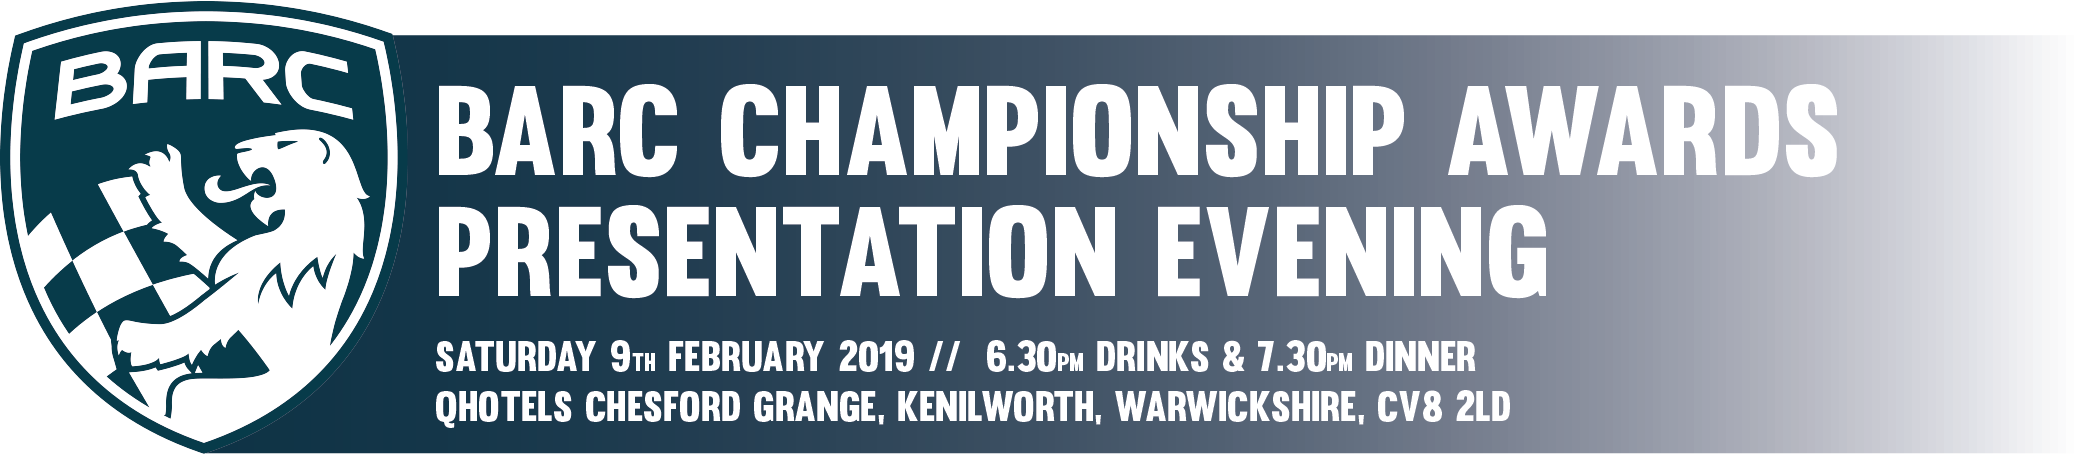 BARC
BARC CHAMPIONSHIP AWARDS
PRESENTATION EVENING
SATURDAY 9TH FEBRUARY 2019 // 6.30PM DRINKS & 7.30PM DINNER
QHOTELS CHESFORD GRANGE, KENILWORTH, WARWICKSHIRE, CV8 2LD